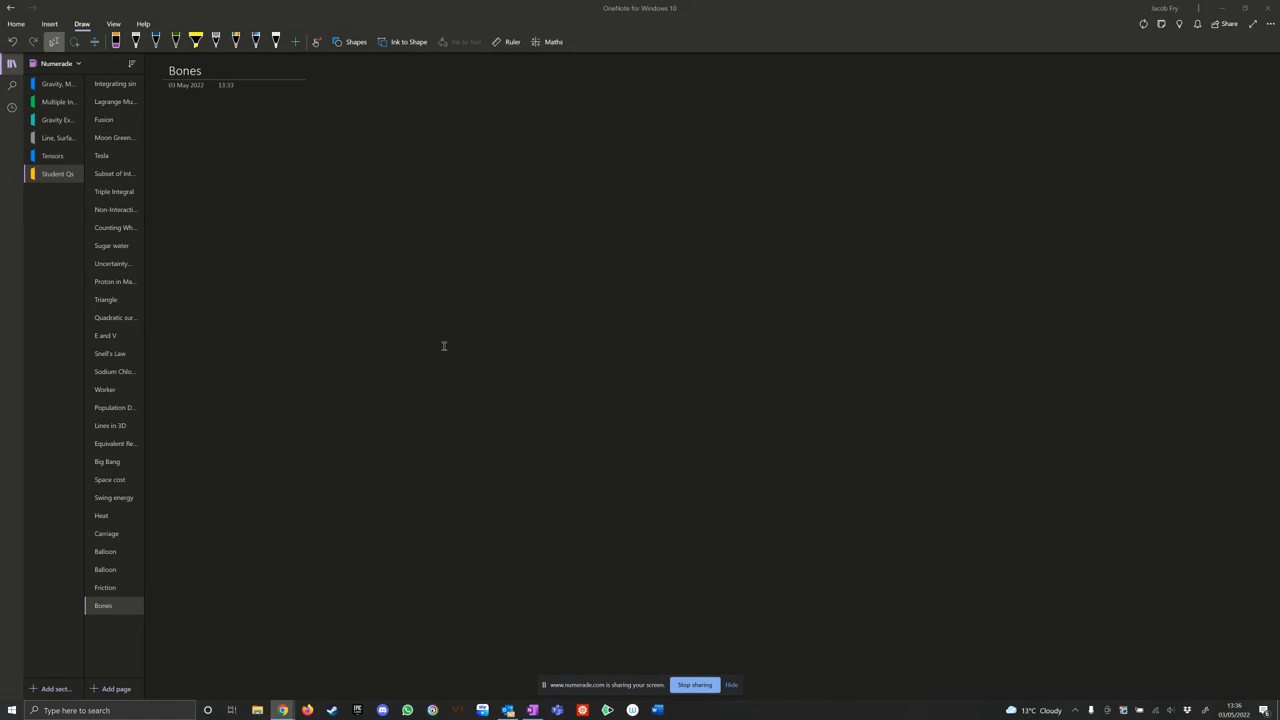 OneNote for Windows 10
Jacob Fry
Home
Insert
Draw
View
Help
Share
Shapes
Ink to Shape
Ink to Text
Ruler
Maths
Numerade
Gravity, M...
Multiple In...
Gravity Ex...
Line, Surfa...
Tensors
Student Qs
Integrating sin
Lagrange Mu...
Fusion
Moon Green...
Tesla
Subset of Int...
Triple Integral
Non-Interacti...
Counting Wh...
Sugar water
Uncertainty...
Proton in Ma...
Triangle
Quadratic sur...
E and V
Snell's Law
Sodium Chlo...
Worker
Population D...
Lines in 3D
Equivalent Re...
Big Bang
Space cost
Swing energy
Heat
Carriage
Balloon
Balloon
Friction
Bones
Add sect...
Add page
Bones
03 May 2022 13:33
www.numerade.com is sharing your screen.
Stop sharing
Hide
Type here to search
13°C Cloudy
13:36
03/05/2022